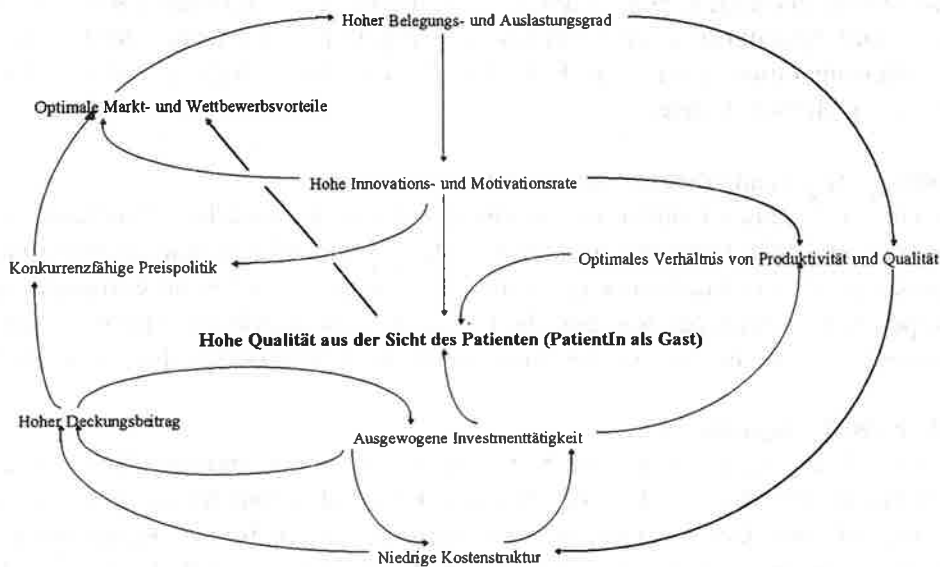 Hoher Belegungs- und Auslastungsgrad
Optimale Markt- und Wettbewerbsvorteile
Hohe Innovations- und Motivationsrate
Konkurrenzfähige Preispolitik
Optimales Verhältnis von Produktivität und Qualität
Hohe Qualität aus der Sicht des Patienten (PatientIn als Gast)
Hoher Deckungsbeitrag
Ausgewogene Investmenttätigkeit
Niedrige Kostenstruktur